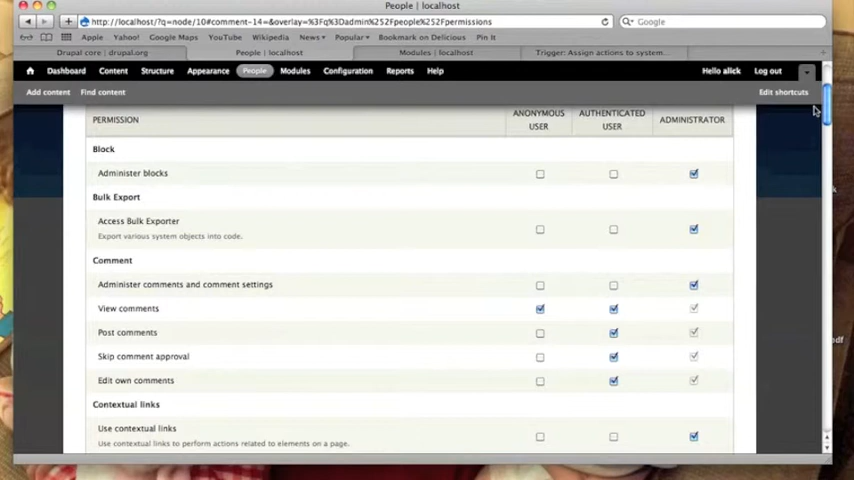 People | localhost
http://localhost/?q=node/10#comment-14=&overlay=%3Fq%3Dadmin%252Fpeople%252Fpermissions
Google
Apple Yahoo! Google Maps YouTube Wikipedia News Popular Bookmark on Delicious Pin It
Drupal core | drupal.org People | localhost Modules | localhost Trigger: Assign actions to system...
Dashboard Content Structure Appearance People Modules Configuration Reports Help Hello alick Log out
Add content Find content Edit shortcuts
PERMISSION ANONYMOUS USER AUTHENTICATED USER ADMINISTRATOR
Block
Administer blocks
Bulk Export
Access Bulk Exporter
Export various system objects into code.
Comment
Administer comments and comment settings
View comments
Post comments
Skip comment approval
Edit own comments
Contextual links
Use contextual links
Use contextual links to perform actions related to elements on a page.